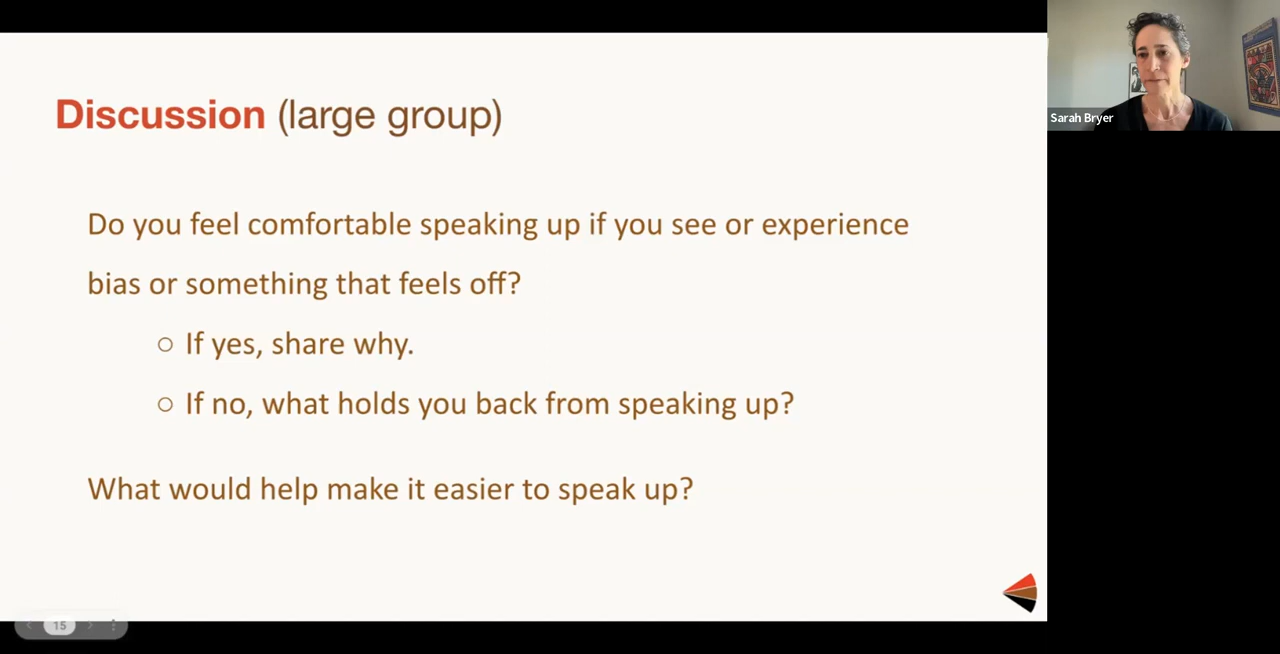 Discussion (large group)
Sarah Bryer
Do you feel comfortable speaking up if you see or experience
bias or something that feels off?
○ If yes, share why.
○ If no, what holds you back from speaking up?
What would help make it easier to speak up?
15